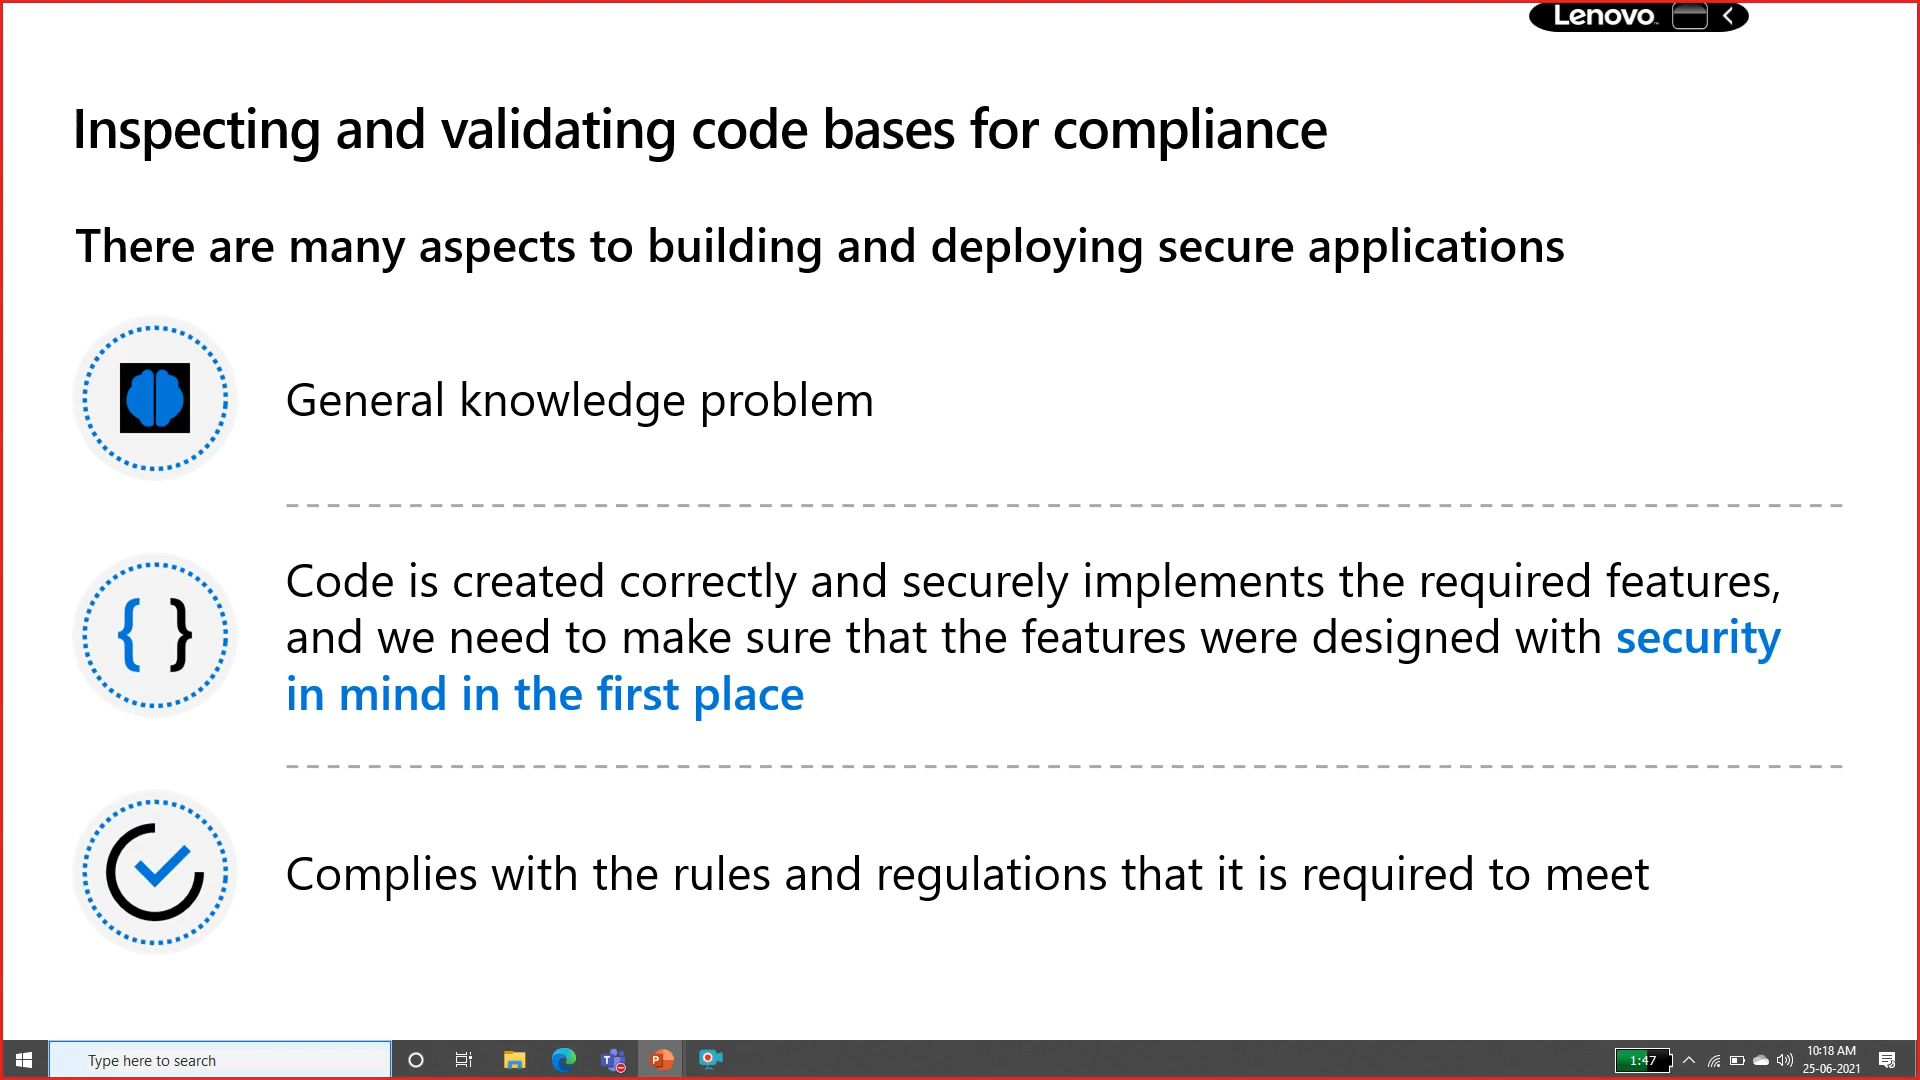 Lenovo
Inspecting and validating code bases for compliance
There are many aspects to building and deploying secure applications
General knowledge problem
{ }
Code is created correctly and securely implements the required features,
and we need to make sure that the features were designed with security
in mind in the first place
Complies with the rules and regulations that it is required to meet
Type here to search
1:47
10:18 AM
25-06-2021